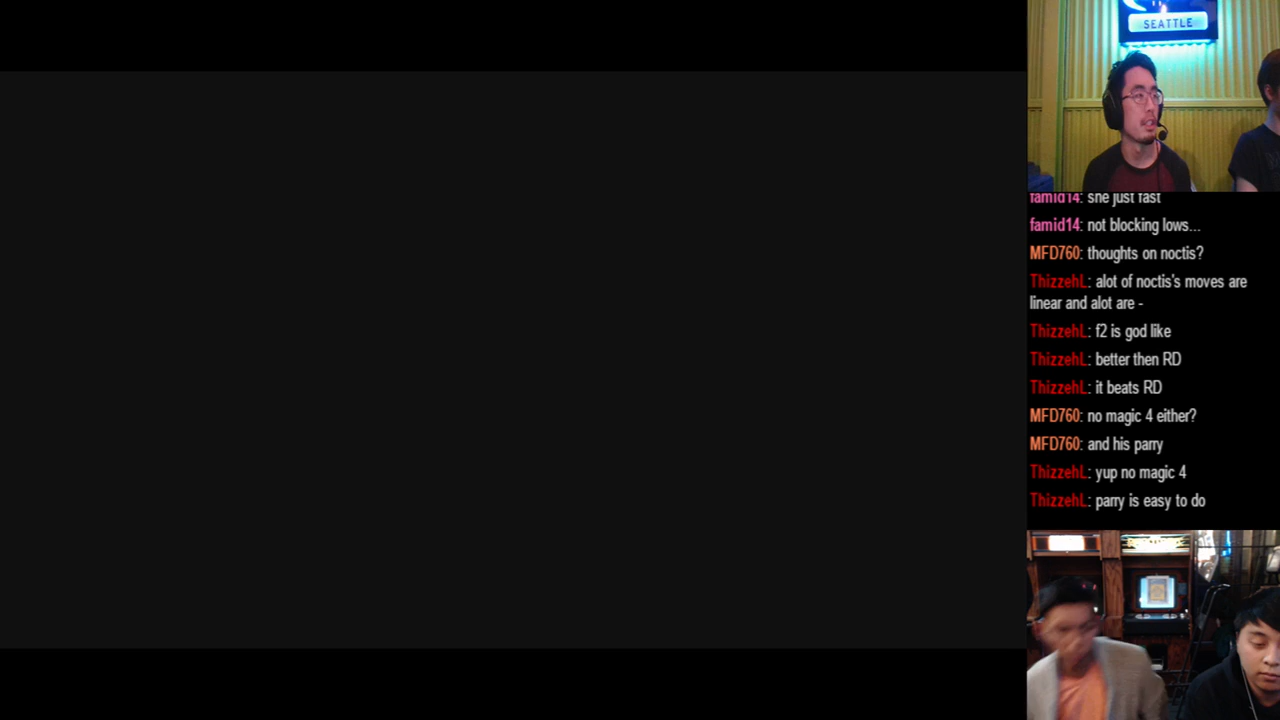 SEATTLE
famid14: she just fast
famid14: not blocking lows...
MFD760: thoughts on noctis?
ThizzehL: alot of noctis's moves are
linear and alot are -
ThizzehL: f2 is god like
ThizzehL: better then RD
ThizzehL: it beats RD
MFD760: no magic 4 either?
MFD760: and his parry
ThizzehL: yup no magic 4
ThizzehL: parry is easy to do